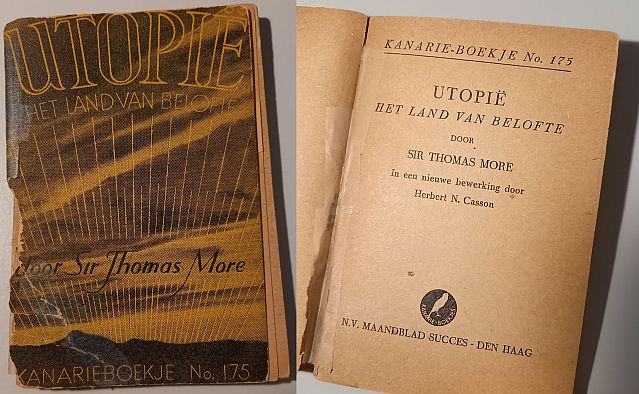 UTOPIË
HET LAND VAN BELOFTE
door Sir Thomas More
KANARIEBOEKJE No. 175
KANARIE-BOEKJE No. 175
UTOPIË
HET LAND VAN BELOFTE
DOOR
SIR THOMAS MORE
In een nieuwe bewerking door
Herbert N. Casson
N.V. MAANDBLAD SUCCES - DEN HAAG